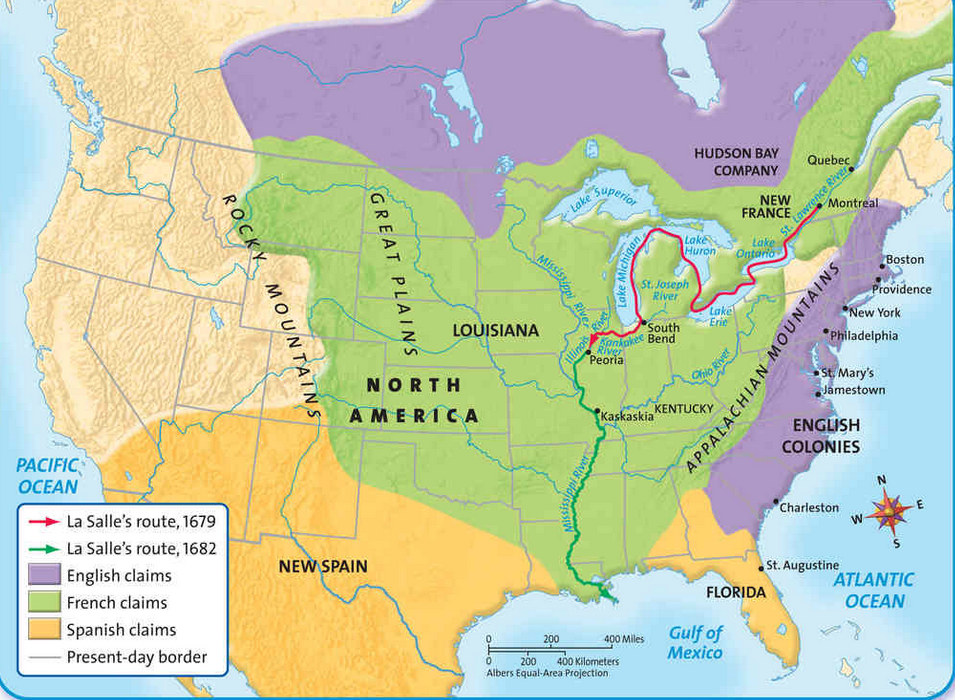 HUDSON BAY
COMPANY
Quebec
NEW
FRANCE
Montreal
St. Lawrence River
Lake Superior
Lake
Huron
Lake
Ontario
Lake Michigan
St. Joseph
River
Lake
Erie
Boston
Providence
New York
Philadelphia
St. Mary's
Jamestown
ROCKY MOUNTAINS
GREAT PLAINS
Mississippi River
LOUISIANA
Illinois River
Kankakee
River
South
Bend
Peoria
Ohio River
NORTH
AMERICA
Kaskaskia
KENTUCKY
APPALACHIAN MOUNTAINS
ENGLISH
COLONIES
Mississippi River
PACIFIC
OCEAN
N
W
E
S
Charleston
La Salle's route, 1679
La Salle's route, 1682
English claims
French claims
Spanish claims
Present-day border
NEW SPAIN
St. Augustine
FLORIDA
ATLANTIC
OCEAN
Gulf of
Mexico
0 200 400 Miles
0 200 400 Kilometers
Albers Equal-Area Projection